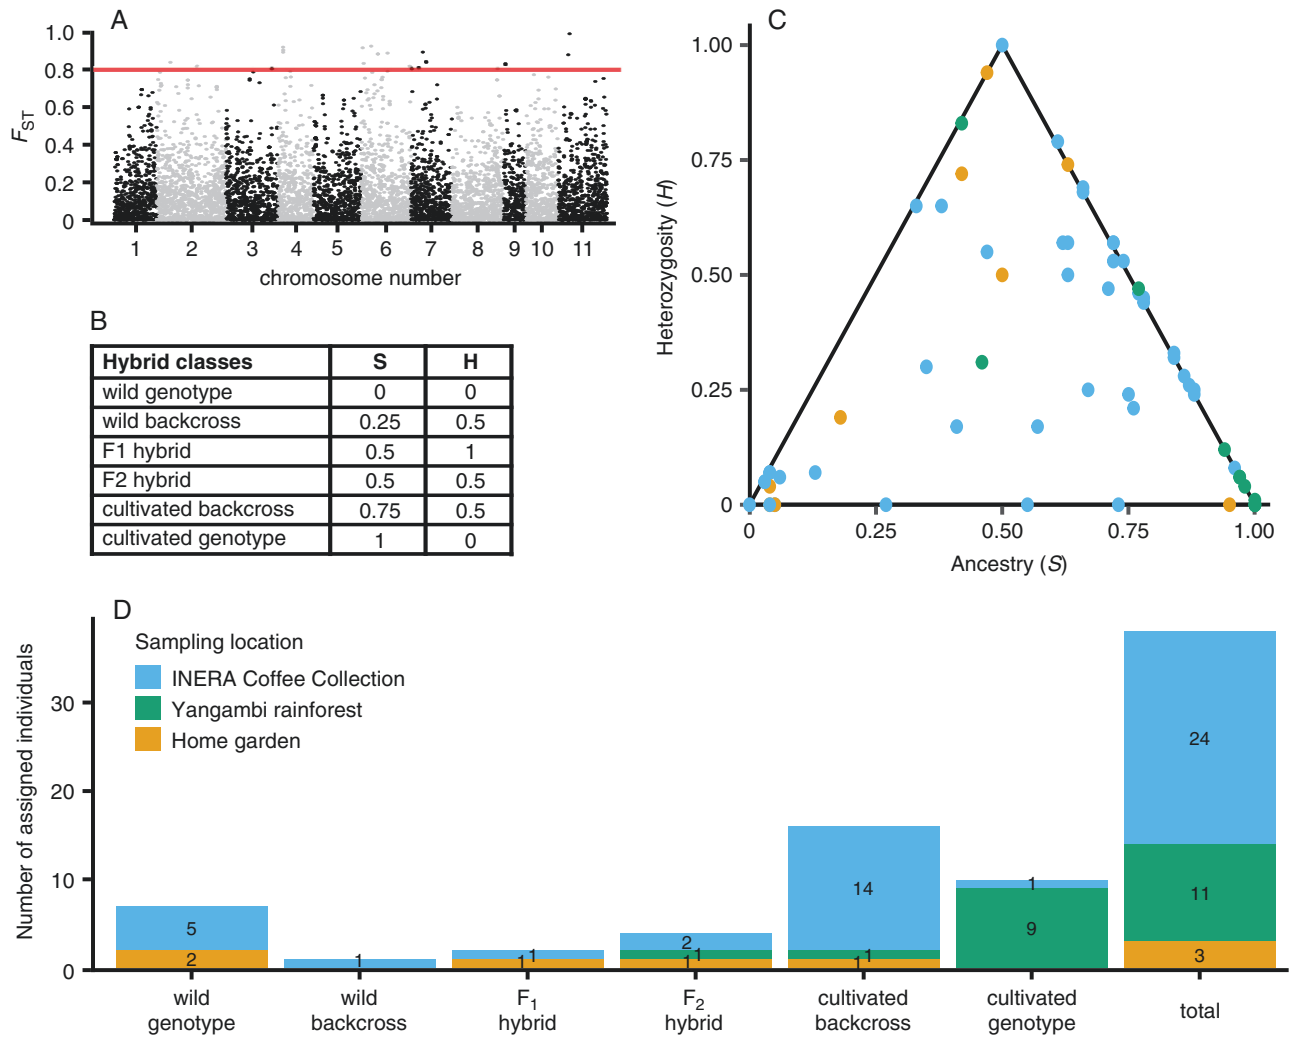 A
1.0
0.8
0.6
0.4
0.2
0
FST
1 2 3 4 5 6 7 8 9 10 11
chromosome number
B
Hybrid classes S H
wild genotype 0 0
wild backcross 0.25 0.5
F1 hybrid 0.5 1
F2 hybrid 0.5 0.5
cultivated backcross 0.75 0.5
cultivated genotype 1 0
C
1.00
0.75
0.50
0.25
0
Heterozygosity (H)
0 0.25 0.50 0.75 1.00
Ancestry (S)
D
Sampling location
INERA Coffee Collection
Yangambi rainforest
Home garden
Number of assigned individuals
30
20
10
0
5
2
1
1
1
2
1
1
14
1
1
1
9
24
11
3
wild
genotype
wild
backcross
F1
hybrid
F2
hybrid
cultivated
backcross
cultivated
genotype
total